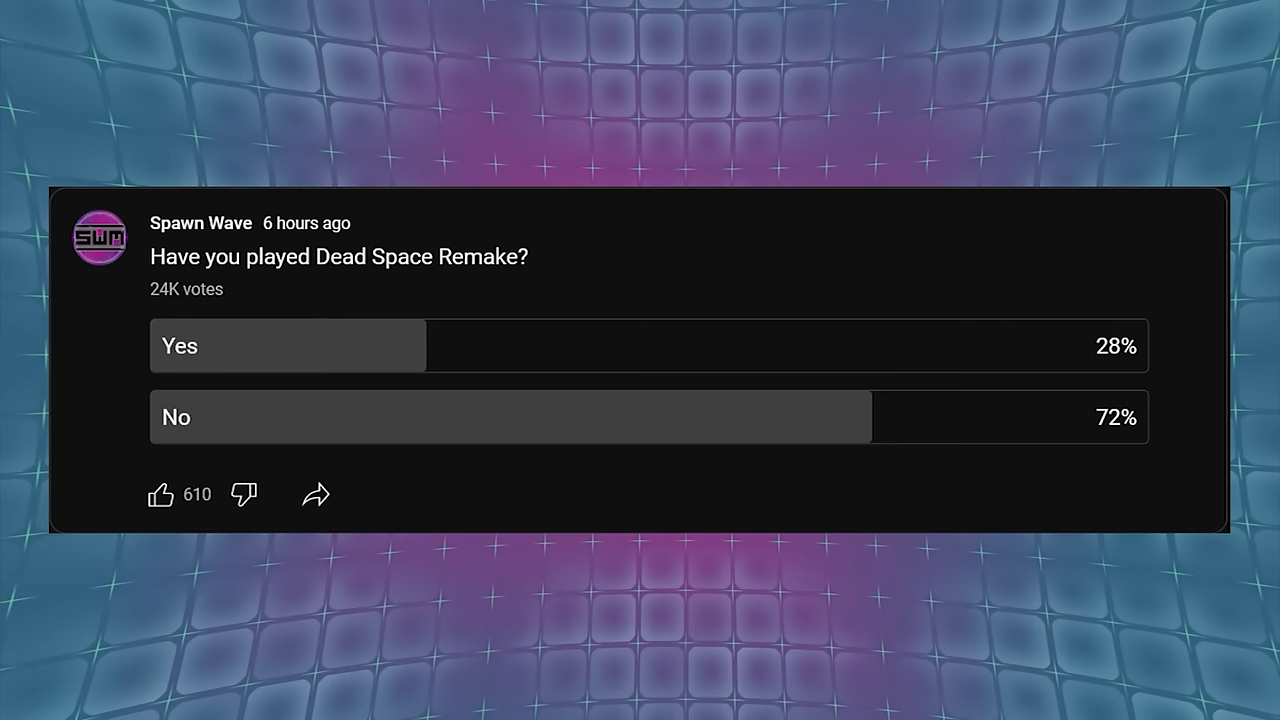 SWM
Spawn Wave 6 hours ago
Have you played Dead Space Remake?
24K votes
Yes 28%
No 72%
610